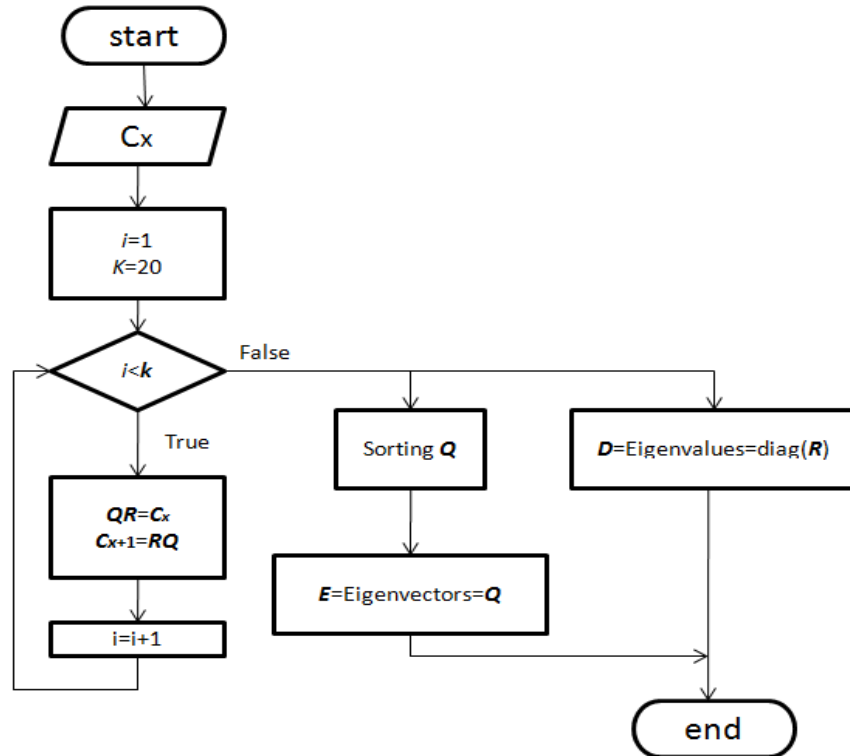 start
Cx
i=1
K=20
i<k
False
True
Sorting Q
D=Eigenvalues=diag(R)
QR=Cx
Cx+1=RQ
E=Eigenvectors=Q
i=i+1
end